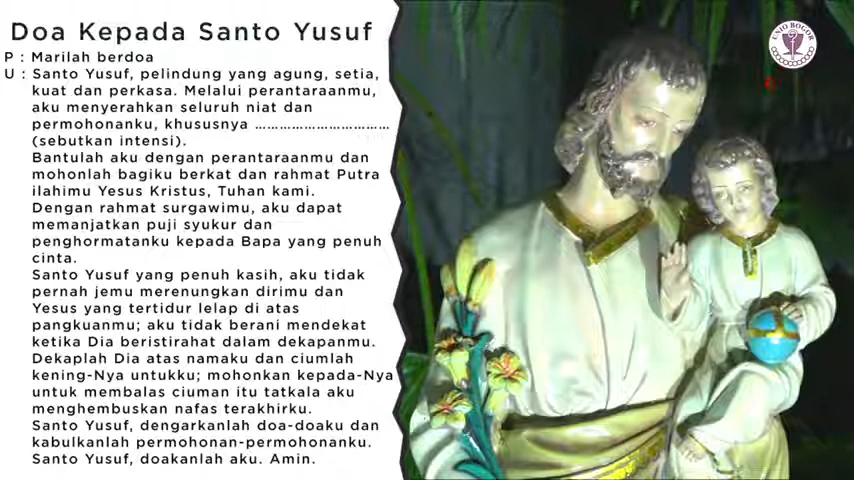 Doa Kepada Santo Yusuf
P : Marilah berdoa
U : Santo Yusuf, pelindung yang agung, setia,
kuat dan perkasa. Melalui perantaraanmu,
aku menyerahkan seluruh niat dan
permohonanku, khususnya ................................
(sebutkan intensi).
Bantulah aku dengan perantaraanmu dan
mohonlah bagiku berkat dan rahmat Putra
ilahimu Yesus Kristus, Tuhan kami.
Dengan rahmat surgawimu, aku dapat
memanjatkan puji syukur dan
penghormatanku kepada Bapa yang penuh
cinta.
Santo Yusuf yang penuh kasih, aku tidak
pernah jemu merenungkan dirimu dan
Yesus yang tertidur lelap di atas
pangkuanmu; aku tidak berani mendekat
ketika Dia beristirahat dalam dekapanmu.
Dekaplah Dia atas namaku dan ciumlah
kening-Nya untukku; mohonkan kepada-Nya
untuk membalas ciuman itu tatkala aku
menghembuskan nafas terakhirku.
Santo Yusuf, dengarkanlah doa-doaku dan
kabulkanlah permohonan-permohonanku.
Santo Yusuf, doakanlah aku. Amin.
UNIO BOGOR